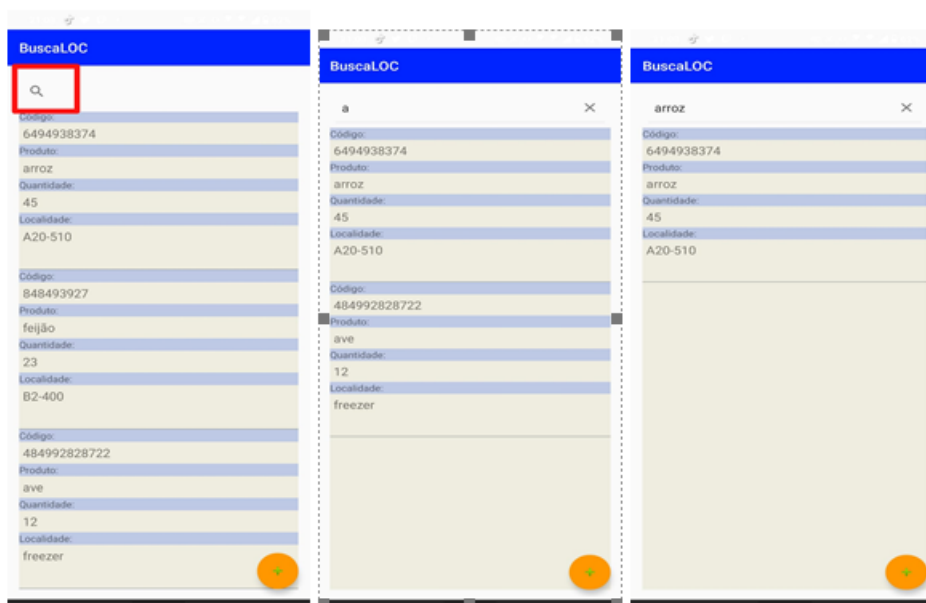 BuscaLOC
Código:
6494938374
Produto:
arroz
Quantidade:
45
Localidade:
A20-510
Código:
848493927
Produto:
feijão
Quantidade:
23
Localidade:
B2-400
Código:
484992828722
Produto:
ave
Quantidade:
12
Localidade:
freezer
BuscaLOC
a
Código:
6494938374
Produto:
arroz
Quantidade:
45
Localidade:
A20-510
Código:
484992828722
Produto:
ave
Quantidade:
12
Localidade:
freezer
BuscaLOC
arroz
Código:
6494938374
Produto:
arroz
Quantidade:
45
Localidade:
A20-510